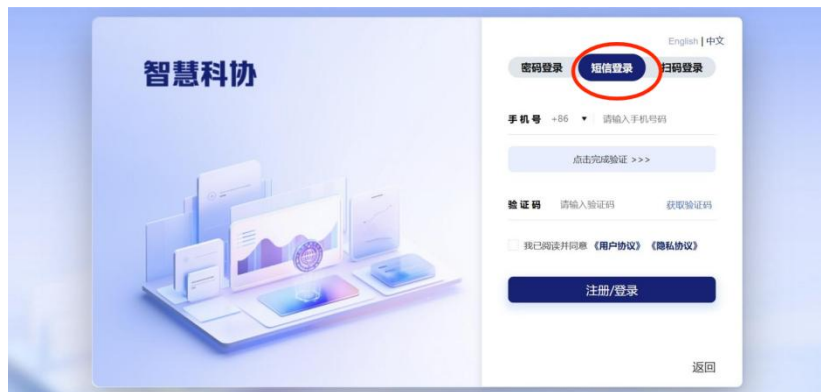 智慧科协
English | 中文
密码登录 短信登录 扫码登录
手机号 +86 ▼ 请输入手机号码
点击完成验证 >>>
验证码 请输入验证码 获取验证码
我已阅读并同意 《用户协议》 《隐私协议》
注册/登录
返回